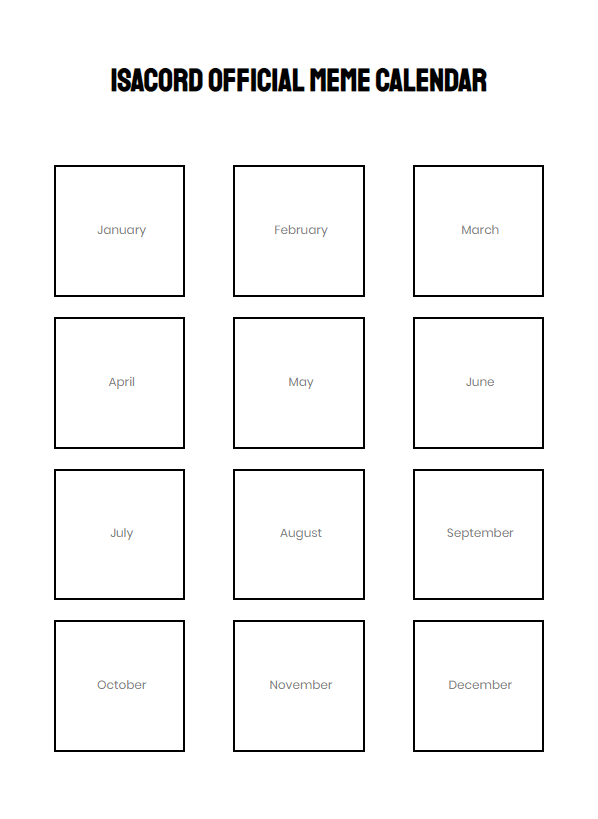 ISACORD OFFICIAL MEME CALENDAR
January
February
March
April
May
June
July
August
September
October
November
December